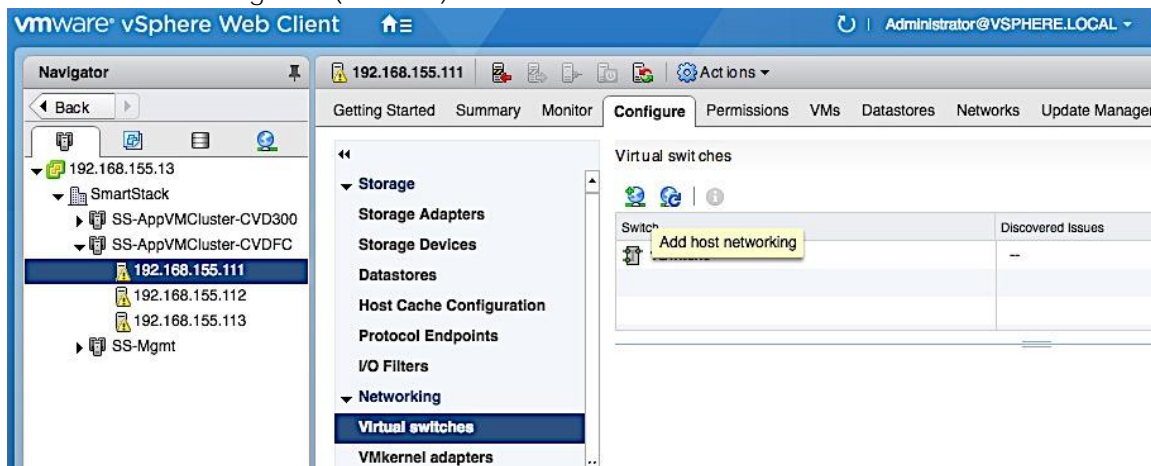 vmware® vSphere Web Client
Administrator@VSPHERE.LOCAL
Navigator
Back
192.168.155.13
SmartStack
SS-AppVMCluster-CVD300
SS-AppVMCluster-CVDFC
192.168.155.111
192.168.155.112
192.168.155.113
SS-Mgmt
192.168.155.111
Actions
Getting Started Summary Monitor Configure Permissions VMs Datastores Networks Update Manager
Storage
Storage Adapters
Storage Devices
Datastores
Host Cache Configuration
Protocol Endpoints
I/O Filters
Networking
Virtual switches
VMkernel adapters
Virtual switches
Switch Discovered Issues
Add host networking
--